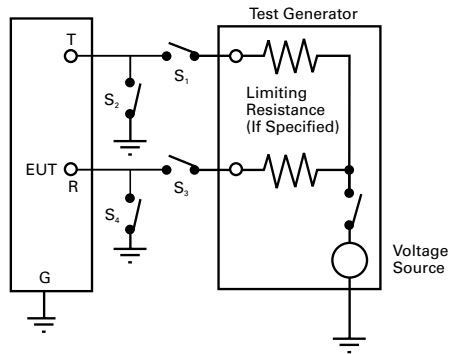 Test Generator
T
S1
S2
Limiting
Resistance
(If Specified)
EUT
R
S3
S4
Voltage
Source
G